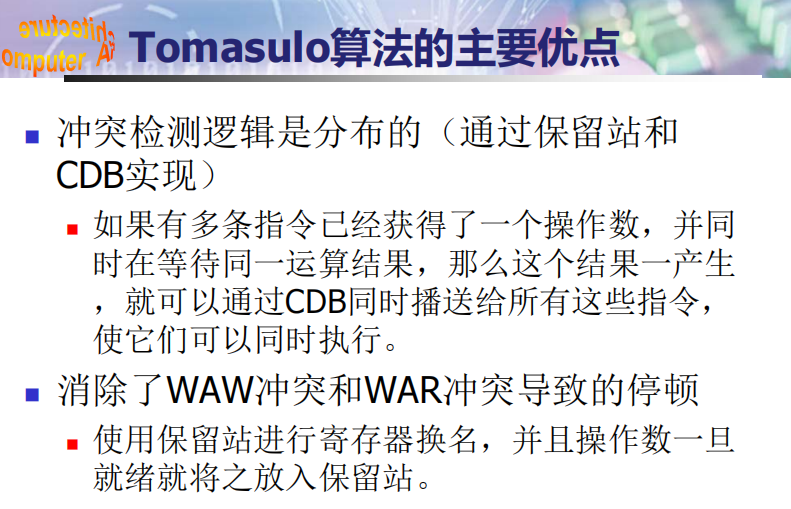 chitecture
omputer A
Tomasulo算法的主要优点
冲突检测逻辑是分布的（通过保留站和
CDB实现）
如果有多条指令已经获得了一个操作数，并同
时在等待同一运算结果，那么这个结果一产生
，就可以通过CDB同时播送给所有这些指令，
使它们可以同时执行。
消除了WAW冲突和WAR冲突导致的停顿
使用保留站进行寄存器换名，并且操作数一旦
就绪就将之放入保留站。